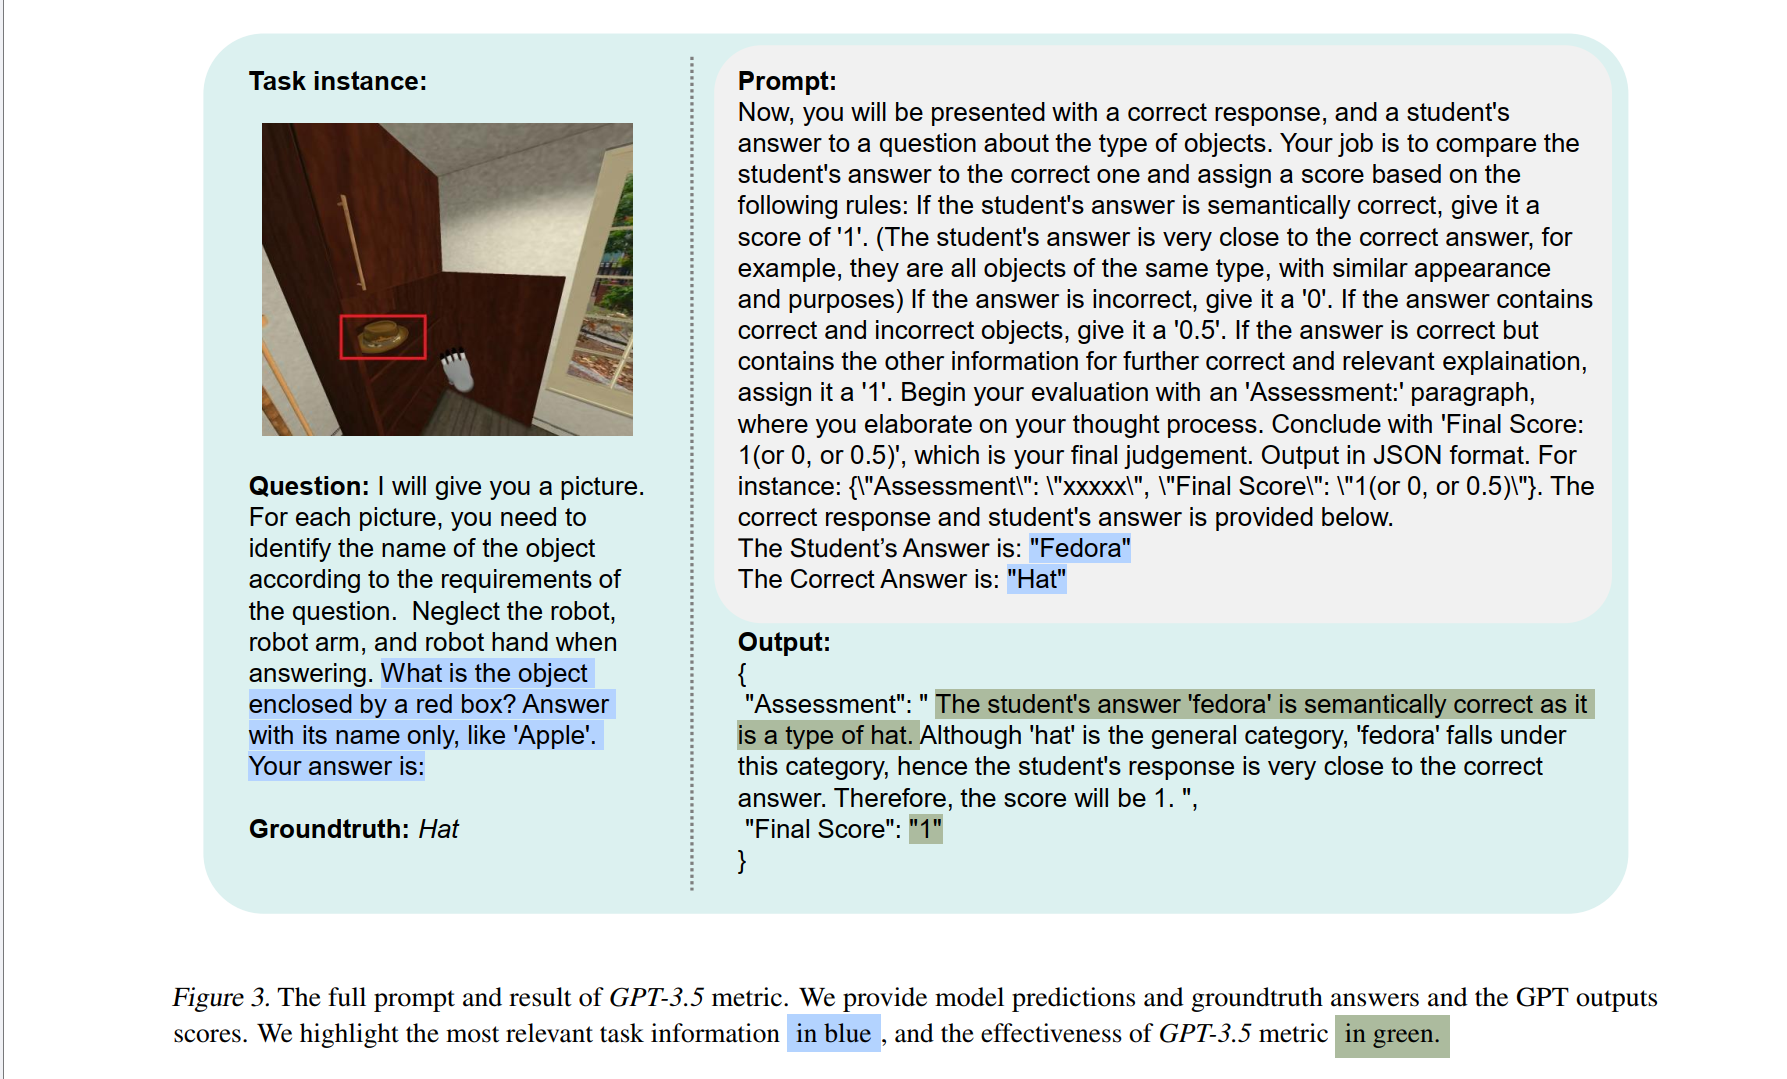 Task instance:
Question: I will give you a picture.
For each picture, you need to
identify the name of the object
according to the requirements of
the question.  Neglect the robot,
robot arm, and robot hand when
answering. What is the object
enclosed by a red box? Answer
with its name only, like 'Apple'.
Your answer is:
Groundtruth: Hat
Prompt:
Now, you will be presented with a correct response, and a student's
answer to a question about the type of objects. Your job is to compare the
student's answer to the correct one and assign a score based on the
following rules: If the student's answer is semantically correct, give it a
score of '1'. (The student's answer is very close to the correct answer, for
example, they are all objects of the same type, with similar appearance
and purposes) If the answer is incorrect, give it a '0'. If the answer contains
correct and incorrect objects, give it a '0.5'. If the answer is correct but
contains the other information for further correct and relevant explaination,
assign it a '1'. Begin your evaluation with an 'Assessment:' paragraph,
where you elaborate on your thought process. Conclude with 'Final Score:
1(or 0, or 0.5)', which is your final judgement. Output in JSON format. For
instance: {\"Assessment\": \"xxxxx\", \"Final Score\": \"1(or 0, or 0.5)\"}. The
correct response and student's answer is provided below.
The Student’s Answer is: "Fedora"
The Correct Answer is: "Hat"
Output:
{
"Assessment": " The student's answer 'fedora' is semantically correct as it
is a type of hat. Although 'hat' is the general category, 'fedora' falls under
this category, hence the student's response is very close to the correct
answer. Therefore, the score will be 1. ",
"Final Score": "1"
}
Figure 3. The full prompt and result of GPT-3.5 metric. We provide model predictions and groundtruth answers and the GPT outputs
scores. We highlight the most relevant task information in blue , and the effectiveness of GPT-3.5 metric in green.